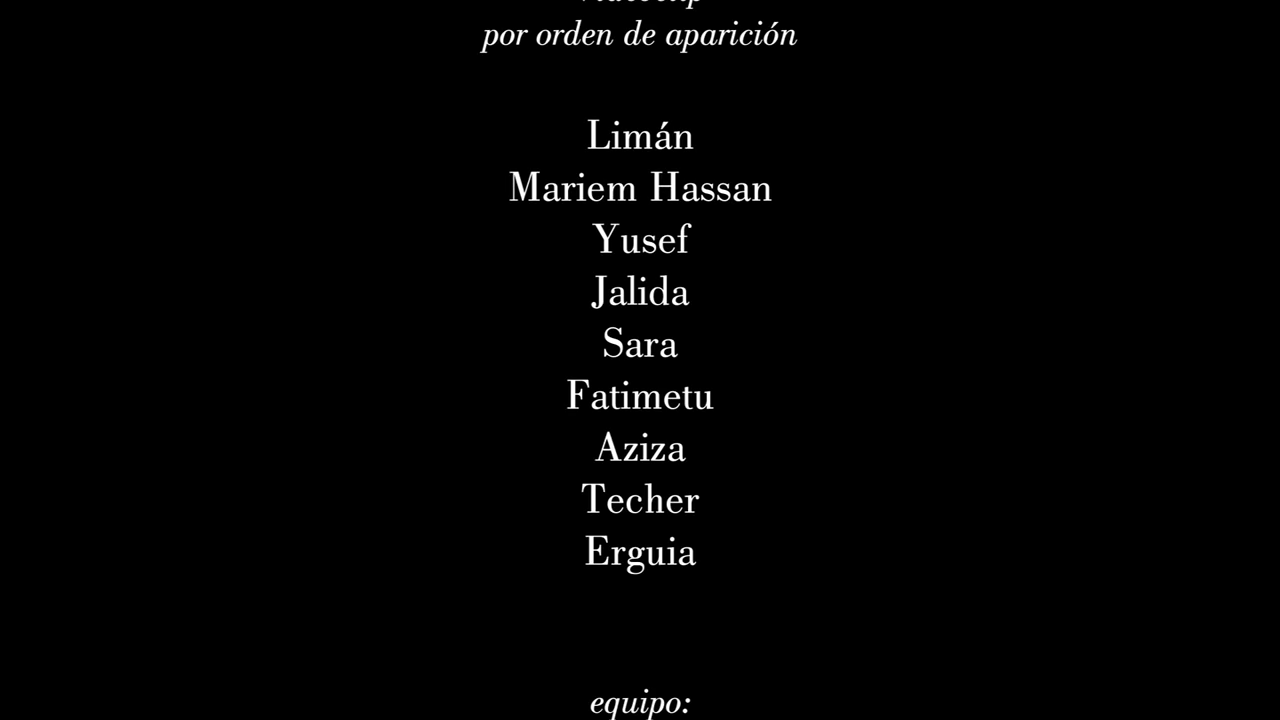 por orden de aparición
Limán
Mariem Hassan
Yusef
Jalida
Sara
Fatimetu
Aziza
Techer
Erguia
equipo: